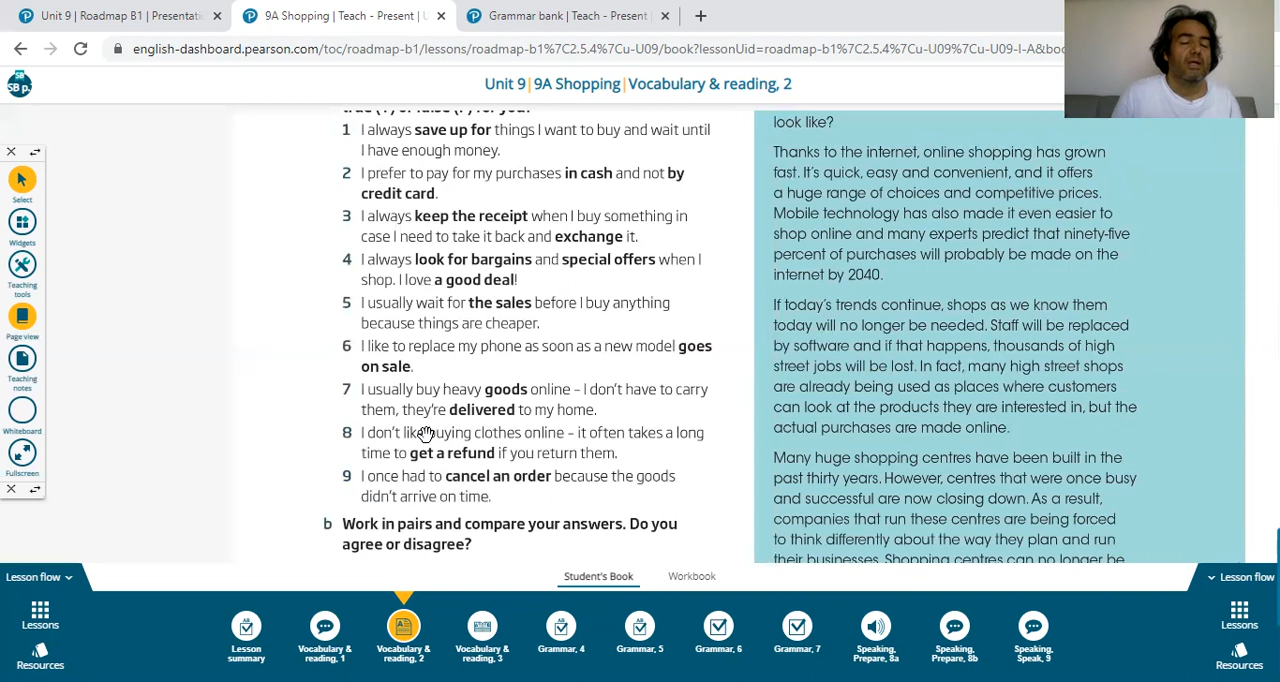 Unit 9 | Roadmap B1 | Presentati
9A Shopping | Teach - Present | U
Grammar bank | Teach - Present
english-dashboard.pearson.com/toc/roadmap-b1/lessons/roadmap-b1%7C2.5.4%7Cu-U09/book?lessonUid=roadmap-b1%7C2.5.4%7Cu-U09%7Cu-U09-I-A&boo
SB
SB p.
Unit 9|9A Shopping|Vocabulary & reading, 2
Select
Widgets
Teaching
tools
Page view
Teaching
notes
Whiteboard
Fullscreen
1 I always save up for things I want to buy and wait until
I have enough money.
2 I prefer to pay for my purchases in cash and not by
credit card.
3 I always keep the receipt when I buy something in
case I need to take it back and exchange it.
4 I always look for bargains and special offers when I
shop. I love a good deal!
5 I usually wait for the sales before I buy anything
because things are cheaper.
6 I like to replace my phone as soon as a new model goes
on sale.
7 I usually buy heavy goods online – I don't have to carry
them, they're delivered to my home.
8 I don't like buying clothes online – it often takes a long
time to get a refund if you return them.
9 I once had to cancel an order because the goods
didn't arrive on time.
b Work in pairs and compare your answers. Do you
agree or disagree?
look like?
Thanks to the internet, online shopping has grown
fast. It's quick, easy and convenient, and it offers
a huge range of choices and competitive prices.
Mobile technology has also made it even easier to
shop online and many experts predict that ninety-five
percent of purchases will probably be made on the
internet by 2040.
If today's trends continue, shops as we know them
today will no longer be needed. Staff will be replaced
by software and if that happens, thousands of high
street jobs will be lost. In fact, many high street shops
are already being used as places where customers
can look at the products they are interested in, but the
actual purchases are made online.
Many huge shopping centres have been built in the
past thirty years. However, centres that were once busy
and successful are now closing down. As a result,
companies that run these centres are being forced
to think differently about the way they plan and run
their businesses. Shopping centres can no longer be
Lesson flow
Student's Book
Workbook
Lesson flow
Lessons
Resources
Lesson
summary
Vocabulary &
reading, 1
Vocabulary &
reading, 2
Vocabulary &
reading, 3
Grammar, 4
Grammar, 5
Grammar, 6
Grammar, 7
Speaking,
Prepare, 8a
Speaking,
Prepare, 8b
Speaking,
Speak, 9
Lessons
Resources